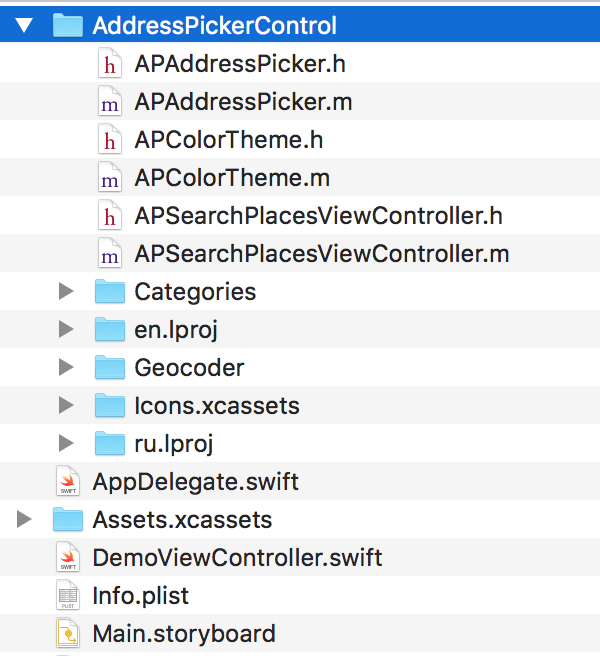 AddressPickerControl
h APAddressPicker.h
m APAddressPicker.m
h APColorTheme.h
m APColorTheme.m
h APSearchPlacesViewController.h
m APSearchPlacesViewController.m
Categories
en.lproj
Geocoder
Icons.xcassets
ru.lproj
SWIFT AppDelegate.swift
Assets.xcassets
SWIFT DemoViewController.swift
PLIST Info.plist
Main.storyboard